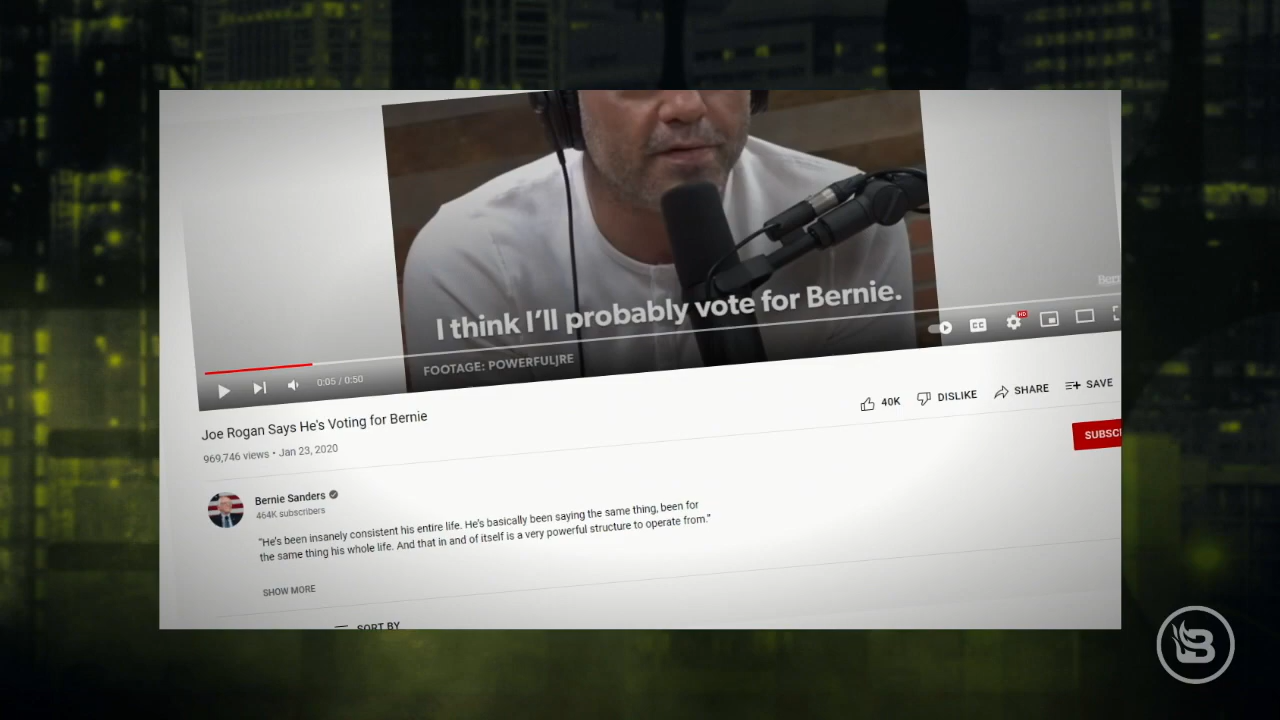 I think I'll probably vote for Bernie.
FOOTAGE: POWERFULJRE
0:05 / 0:50
CC
HD
Joe Rogan Says He's Voting for Bernie
969,746 views • Jan 23, 2020
40K
DISLIKE
SHARE
SAVE
Bernie Sanders
464K subscribers
SUBSC
"He's been insanely consistent his entire life. He's basically been saying the same thing, been for
the same thing his whole life. And that in and of itself is a very powerful structure to operate from."
SHOW MORE
SORT BY
B